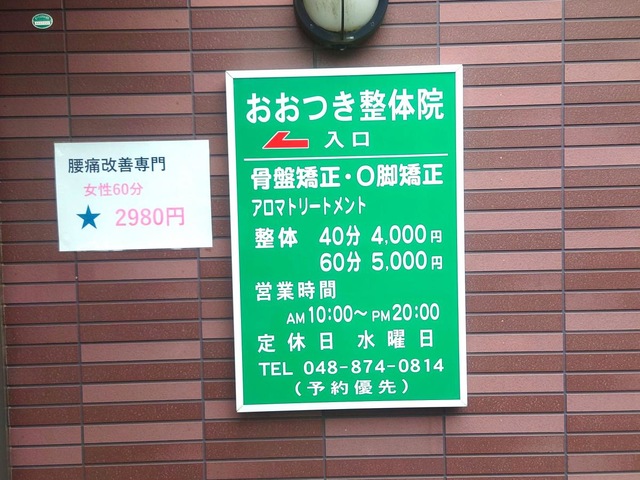 腰痛改善専門
女性60分
★ 2980円
おおつき整体院
入口
骨盤矯正・O脚矯正
アロマトリートメント
整体 40分 4,000円
60分 5,000円
営業時間
AM10:00〜PM20:00
定休日 水曜日
TEL 048-874-0814
（予約優先）